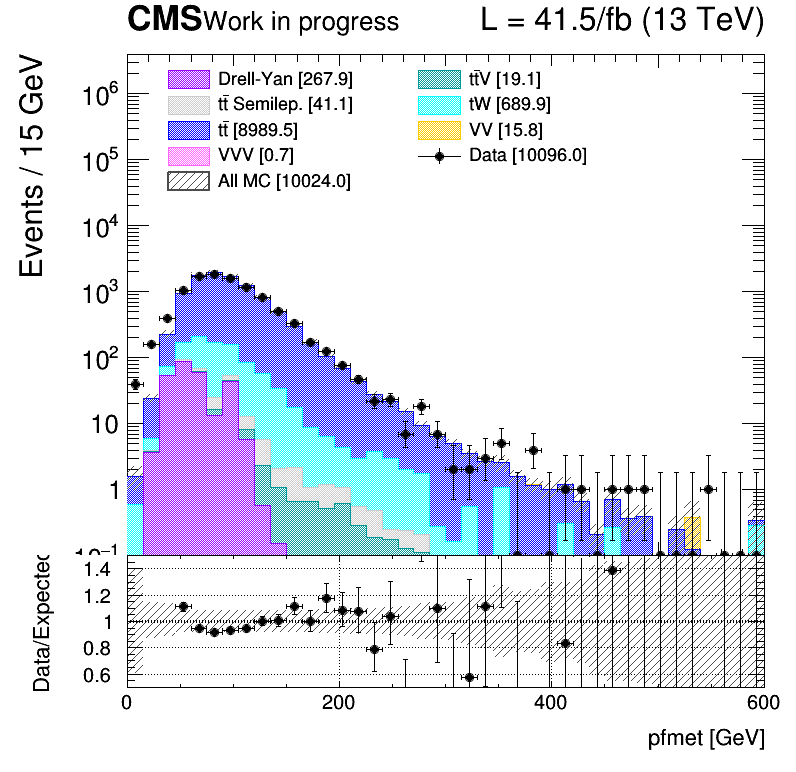 CMS Work in progress L = 41.5/fb (13 TeV)
Events / 15 GeV
Drell-Yan [267.9] tt̄V [19.1]
tt̄ Semilep. [41.1] tW [689.9]
tt̄ [8989.5] VV [15.8]
VVV [0.7] Data [10096.0]
All MC [10024.0]
10⁶
10⁵
10⁴
10³
10²
10
1
10⁻¹
Data/Expected
1.4
1.2
1
0.8
0.6
0 200 400 600
pfmet [GeV]